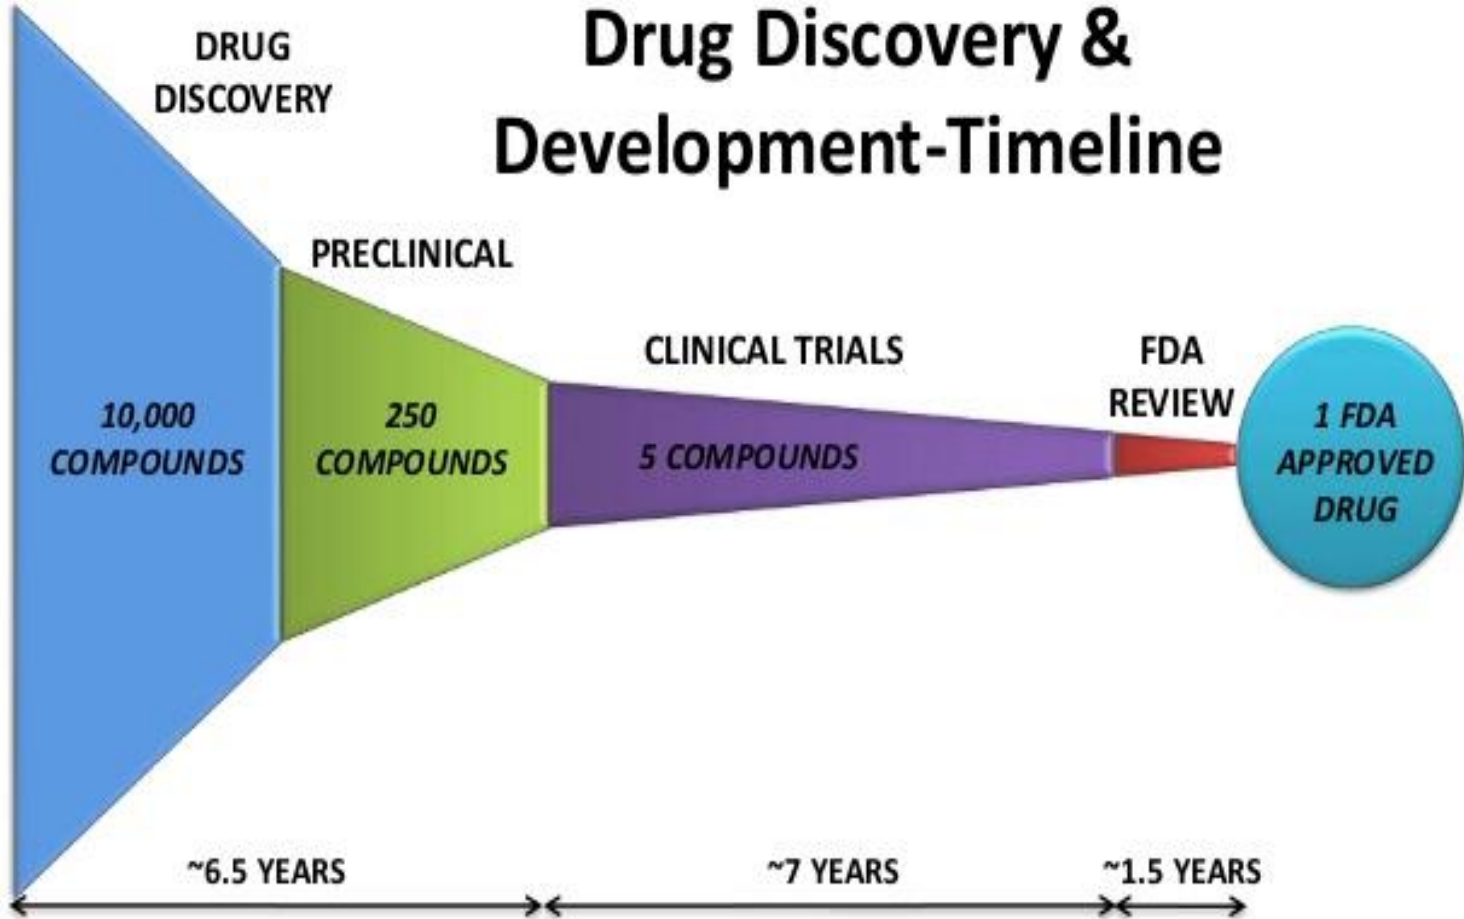 Drug Discovery &
Development-Timeline
DRUG
DISCOVERY
PRECLINICAL
CLINICAL TRIALS
FDA
REVIEW
10,000
COMPOUNDS
250
COMPOUNDS
5 COMPOUNDS
1 FDA
APPROVED
DRUG
~6.5 YEARS
~7 YEARS
~1.5 YEARS